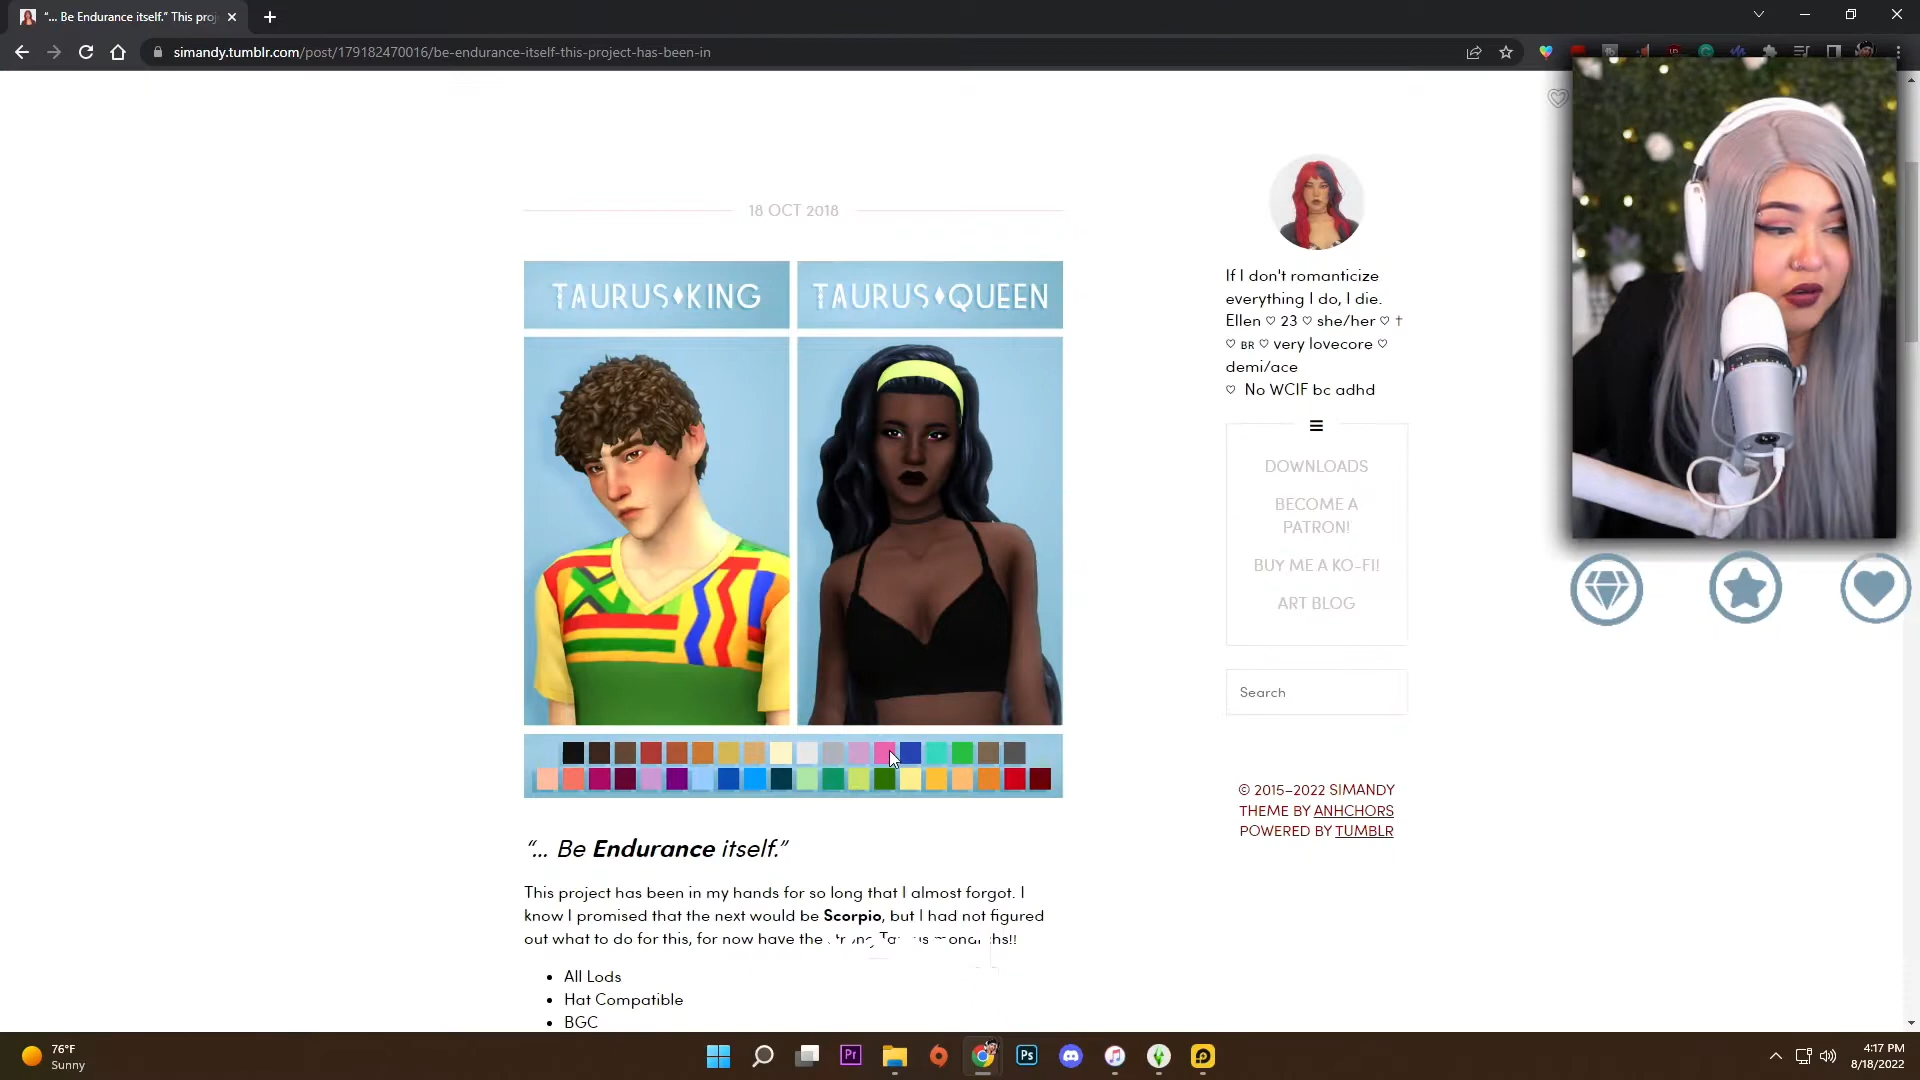 “... Be Endurance itself.” This proj
simandy.tumblr.com/post/179182470016/be-endurance-itself-this-project-has-been-in
18 OCT 2018
TAURUS♦KING
TAURUS♦QUEEN
“... Be Endurance itself.”
This project has been in my hands for so long that I almost forgot. I
know I promised that the next would be Scorpio, but I had not figured
out what to do for this, for now have the
• All Lods
• Hat Compatible
• BGC
If I don't romanticize
everything I do, I die.
Ellen ♡ 23 ♡ she/her ♡ †
♡ BR ♡ very lovecore ♡
demi/ace
♡ No WCIF bc adhd
DOWNLOADS
BECOME A
PATRON!
BUY ME A KO-FI!
ART BLOG
Search
© 2015–2022 SIMANDY
THEME BY ANHCHORS
POWERED BY TUMBLR
76°F
Sunny
Pr
Ps
4:17 PM
8/18/2022